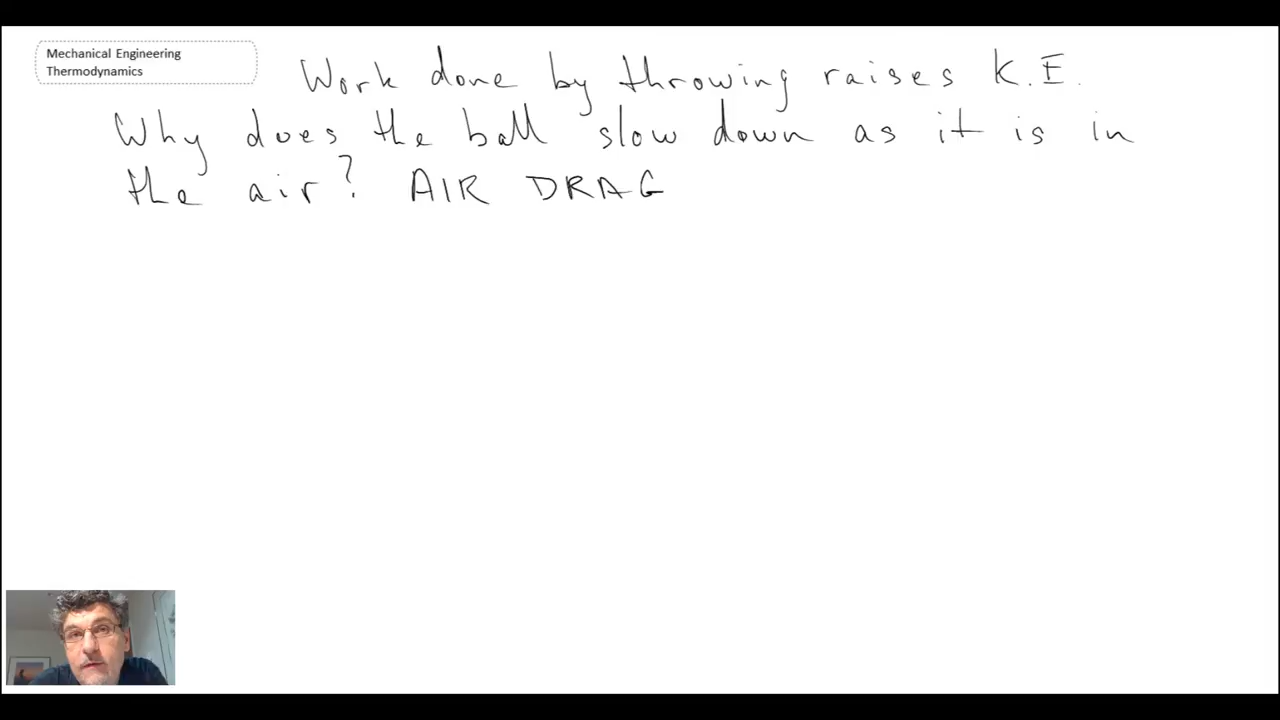 Mechanical Engineering
Thermodynamics
Work done by throwing raises K.E.
Why does the ball slow down as it is in
the air? AIR DRAG